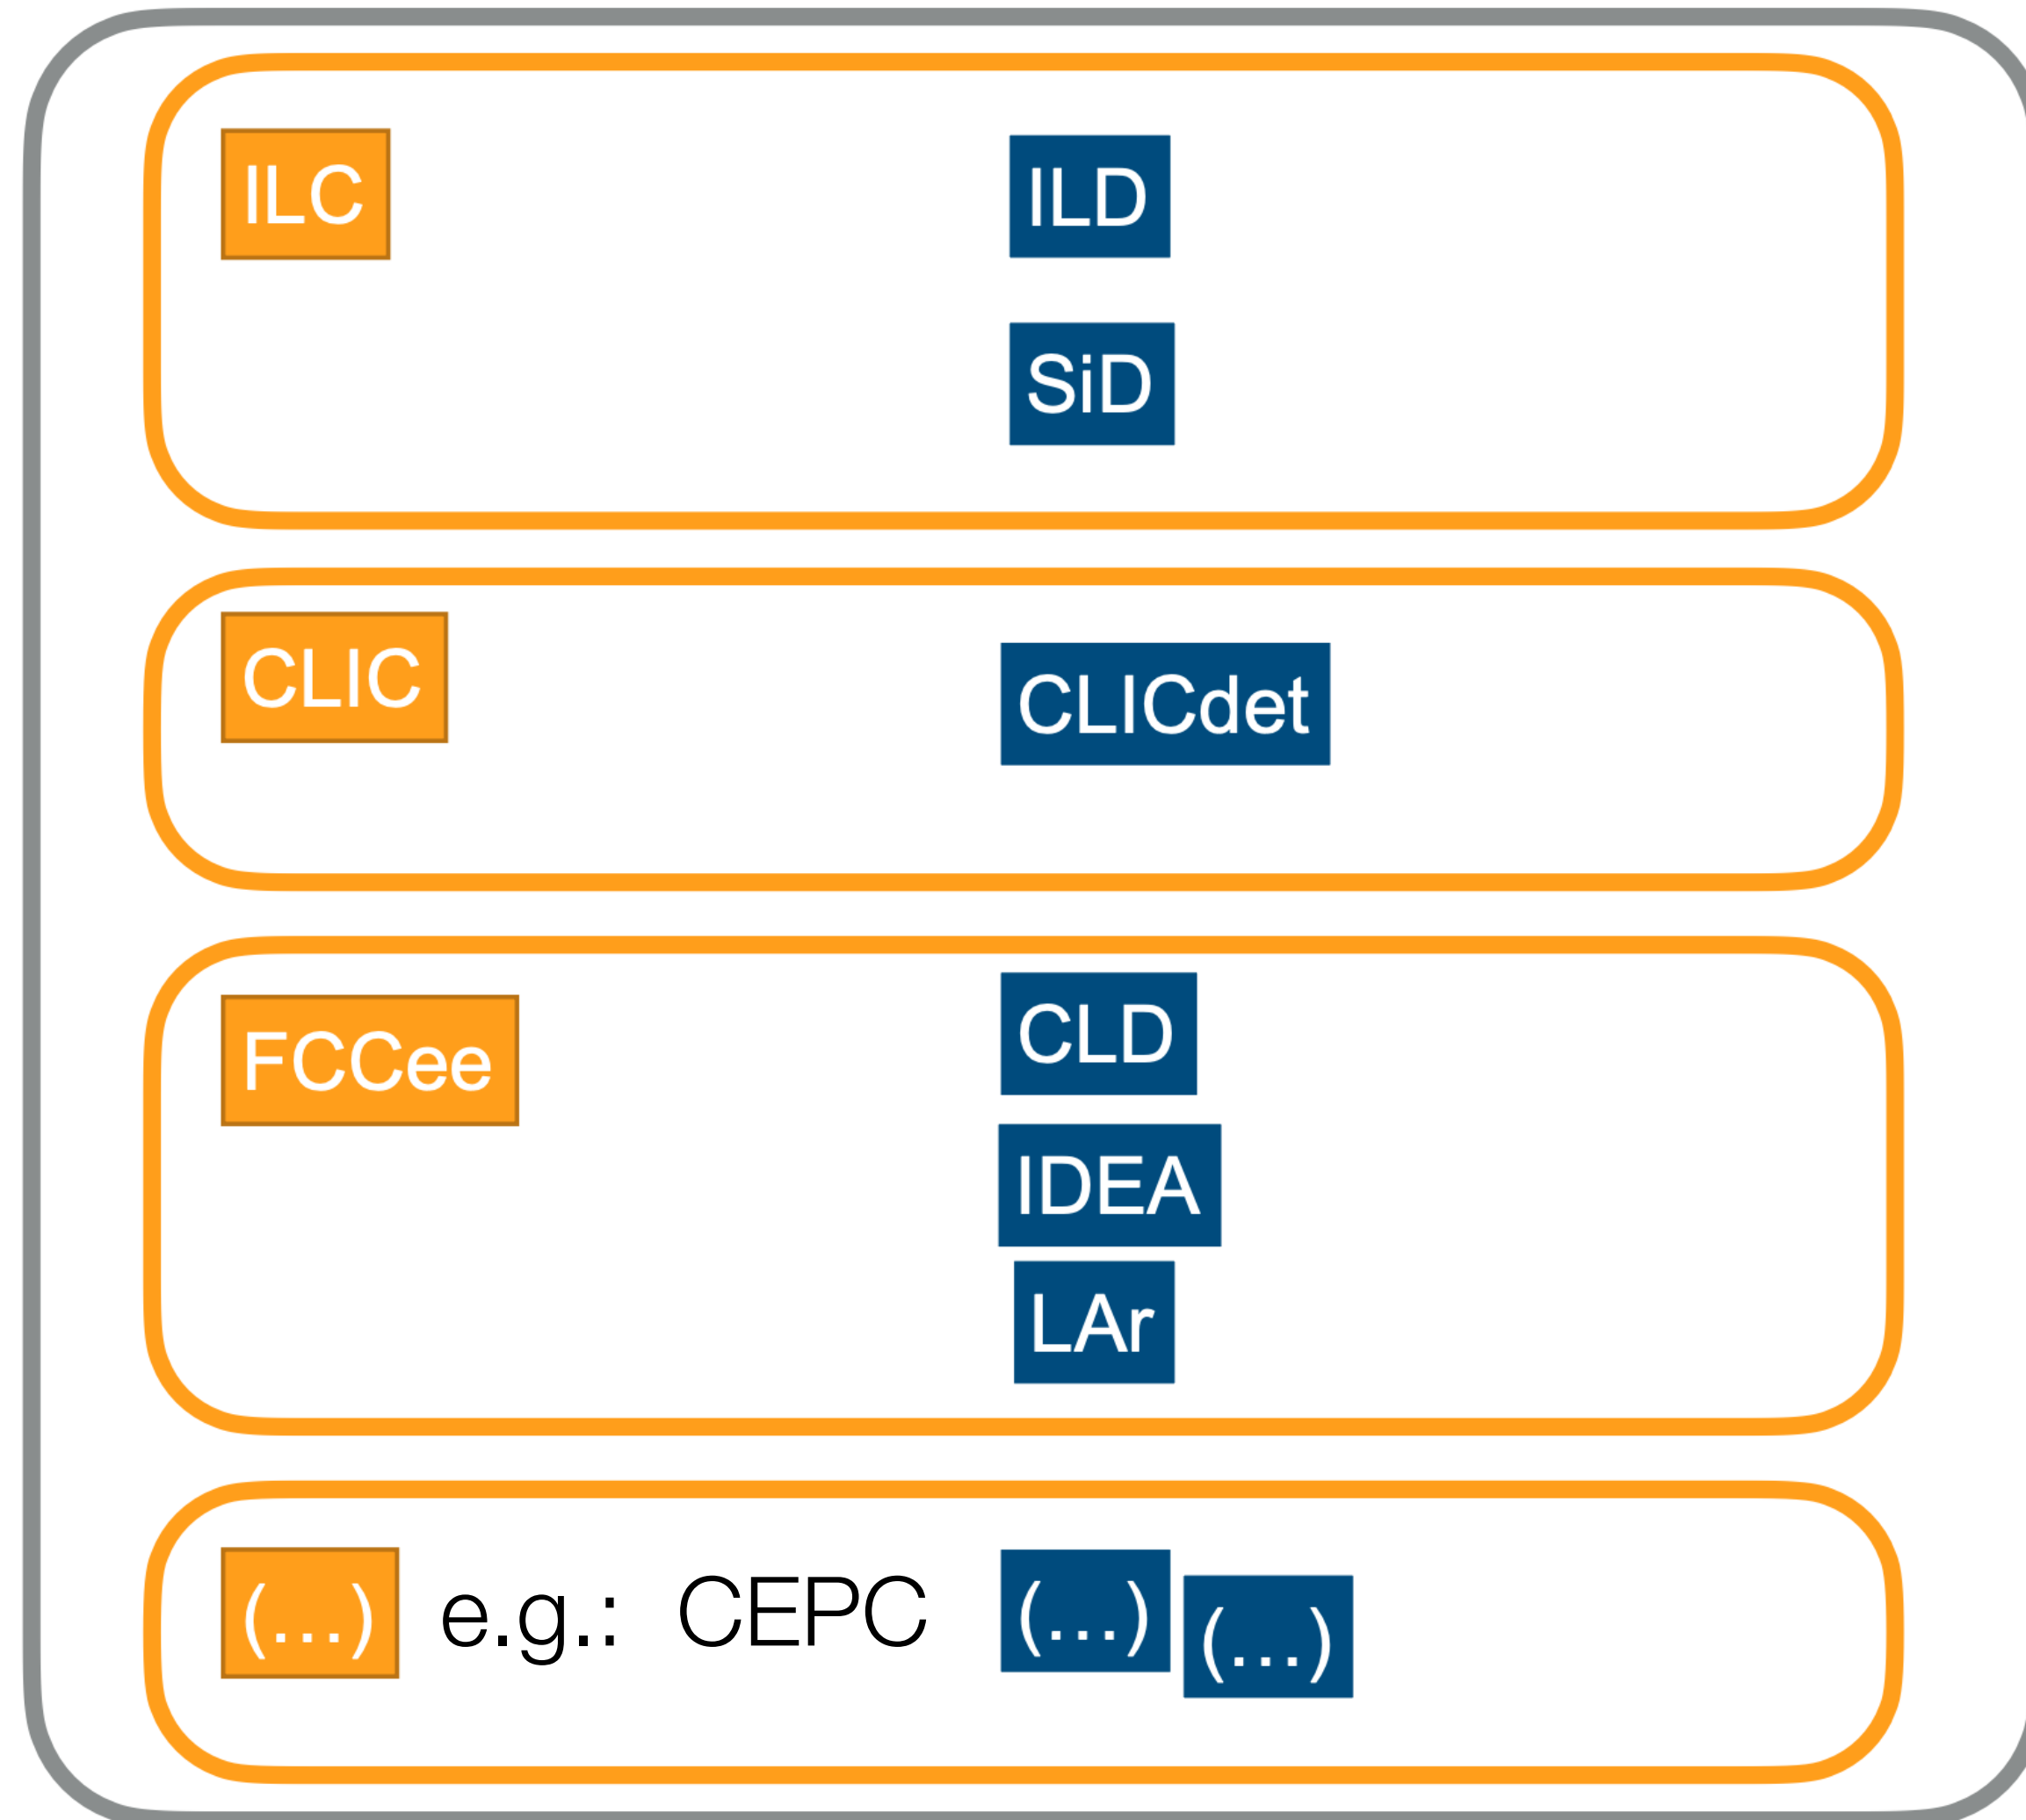 ILC
ILD
SiD
CLIC
CLICdet
FCCee
CLD
IDEA
LAr
(...) e.g.: CEPC (...) (...)